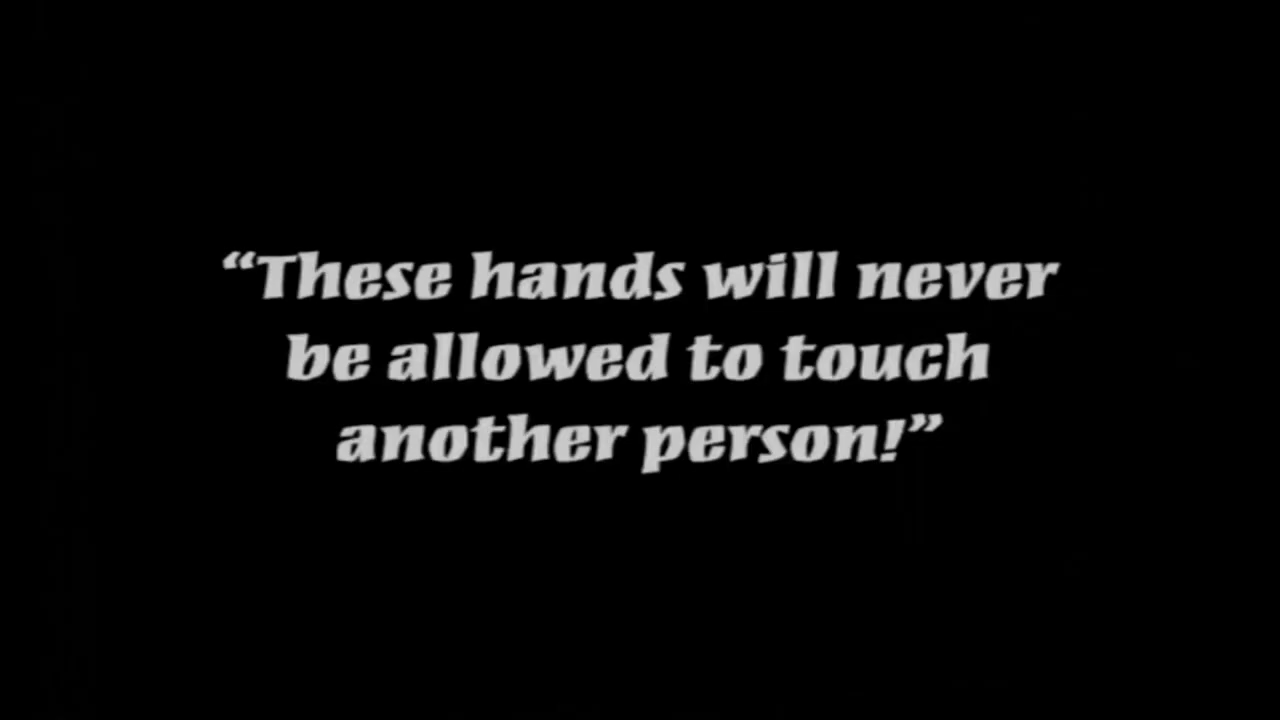 “These hands will never
be allowed to touch
another person!”